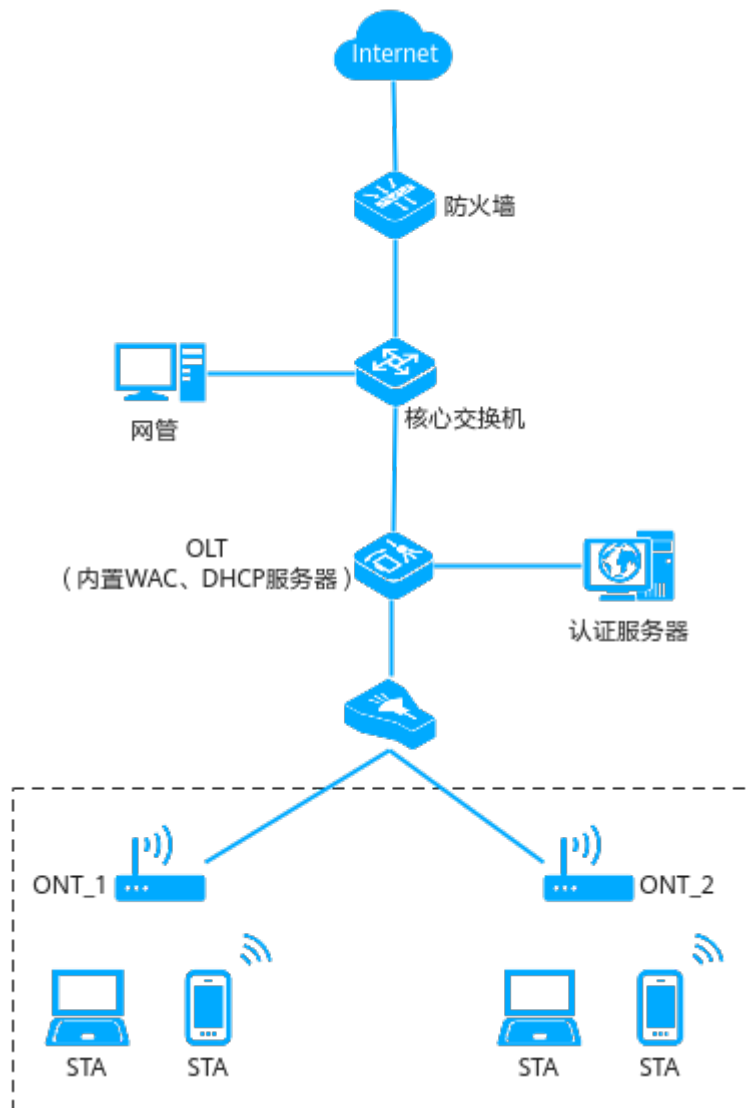 Internet
防火墙
网管
核心交换机
OLT
（内置WAC、DHCP服务器）
认证服务器
ONT_1
ONT_2
STA
STA
STA
STA